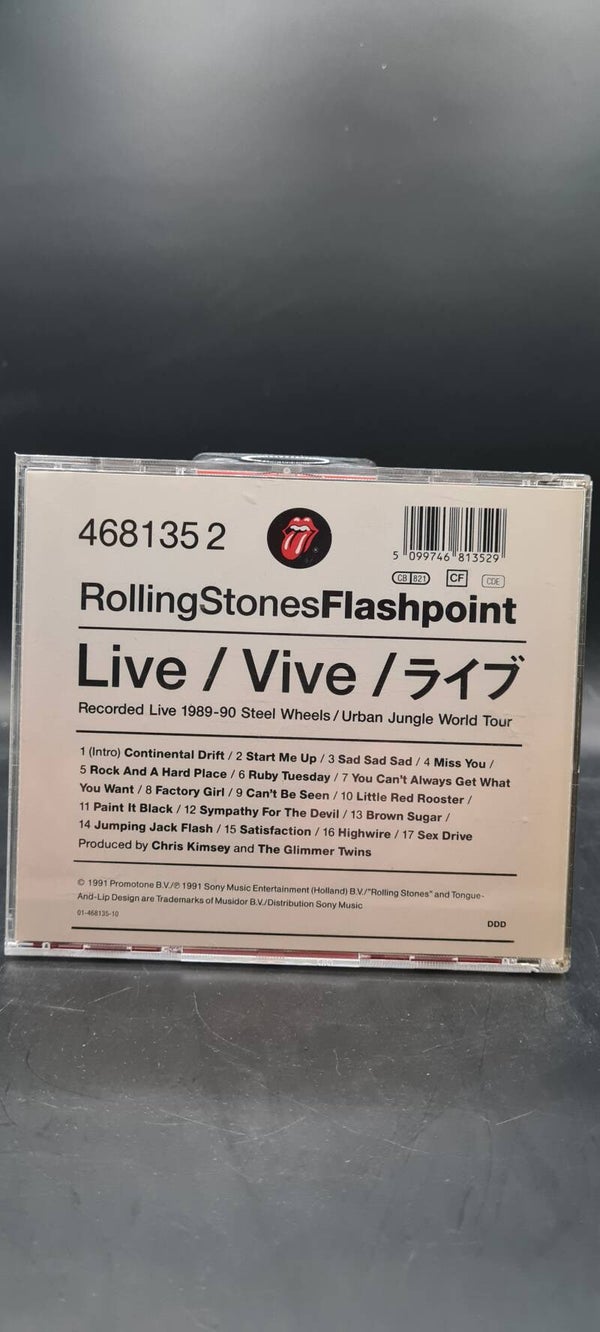 468135 2
5 099746 813529
CB 821 CF CDE
RollingStonesFlashpoint
Live / Vive / ライブ
Recorded Live 1989-90 Steel Wheels / Urban Jungle World Tour
1 (Intro) Continental Drift / 2 Start Me Up / 3 Sad Sad Sad / 4 Miss You /
5 Rock And A Hard Place / 6 Ruby Tuesday / 7 You Can't Always Get What
You Want / 8 Factory Girl / 9 Can't Be Seen / 10 Little Red Rooster /
11 Paint It Black / 12 Sympathy For The Devil / 13 Brown Sugar /
14 Jumping Jack Flash / 15 Satisfaction / 16 Highwire / 17 Sex Drive
Produced by Chris Kimsey and The Glimmer Twins
© 1991 Promotone B.V./℗ 1991 Sony Music Entertainment (Holland) B.V./"Rolling Stones" and Tongue-
And-Lip Design are Trademarks of Musidor B.V./Distribution Sony Music
01-468135-10
DDD